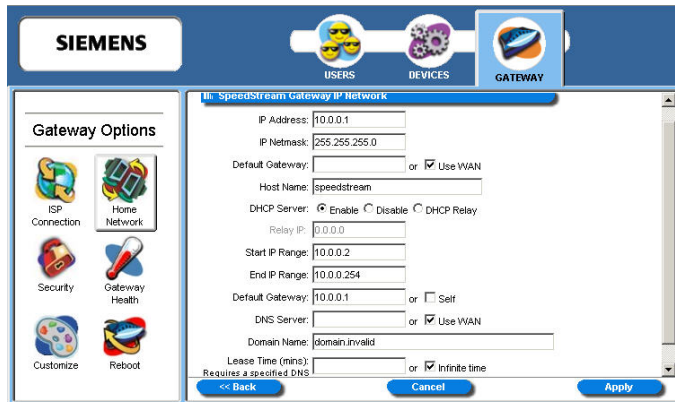 SIEMENS
USERS
DEVICES
GATEWAY
Gateway Options
ISP Connection
Home Network
Security
Gateway Health
Customize
Reboot
SpeedStream Gateway IP Network
IP Address: 10.0.0.1
IP Netmask: 255.255.255.0
Default Gateway: or Use WAN
Host Name: speedstream
DHCP Server: Enable Disable DHCP Relay
Relay IP: 0.0.0.0
Start IP Range: 10.0.0.2
End IP Range: 10.0.0.254
Default Gateway: 10.0.0.1 or Self
DNS Server: or Use WAN
Domain Name: domain.invalid
Lease Time (mins): or Infinite time
Requires a specified DNS
<< Back Cancel Apply